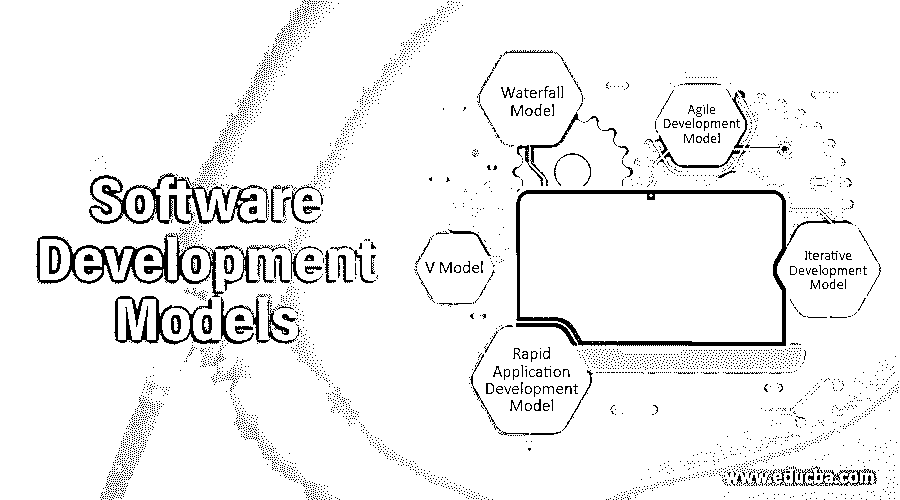 Software
Development
Models
Waterfall
Model
Agile
Development
Model
V Model
Iterative
Development
Model
Rapid
Application
Development
Model
www.educba.com